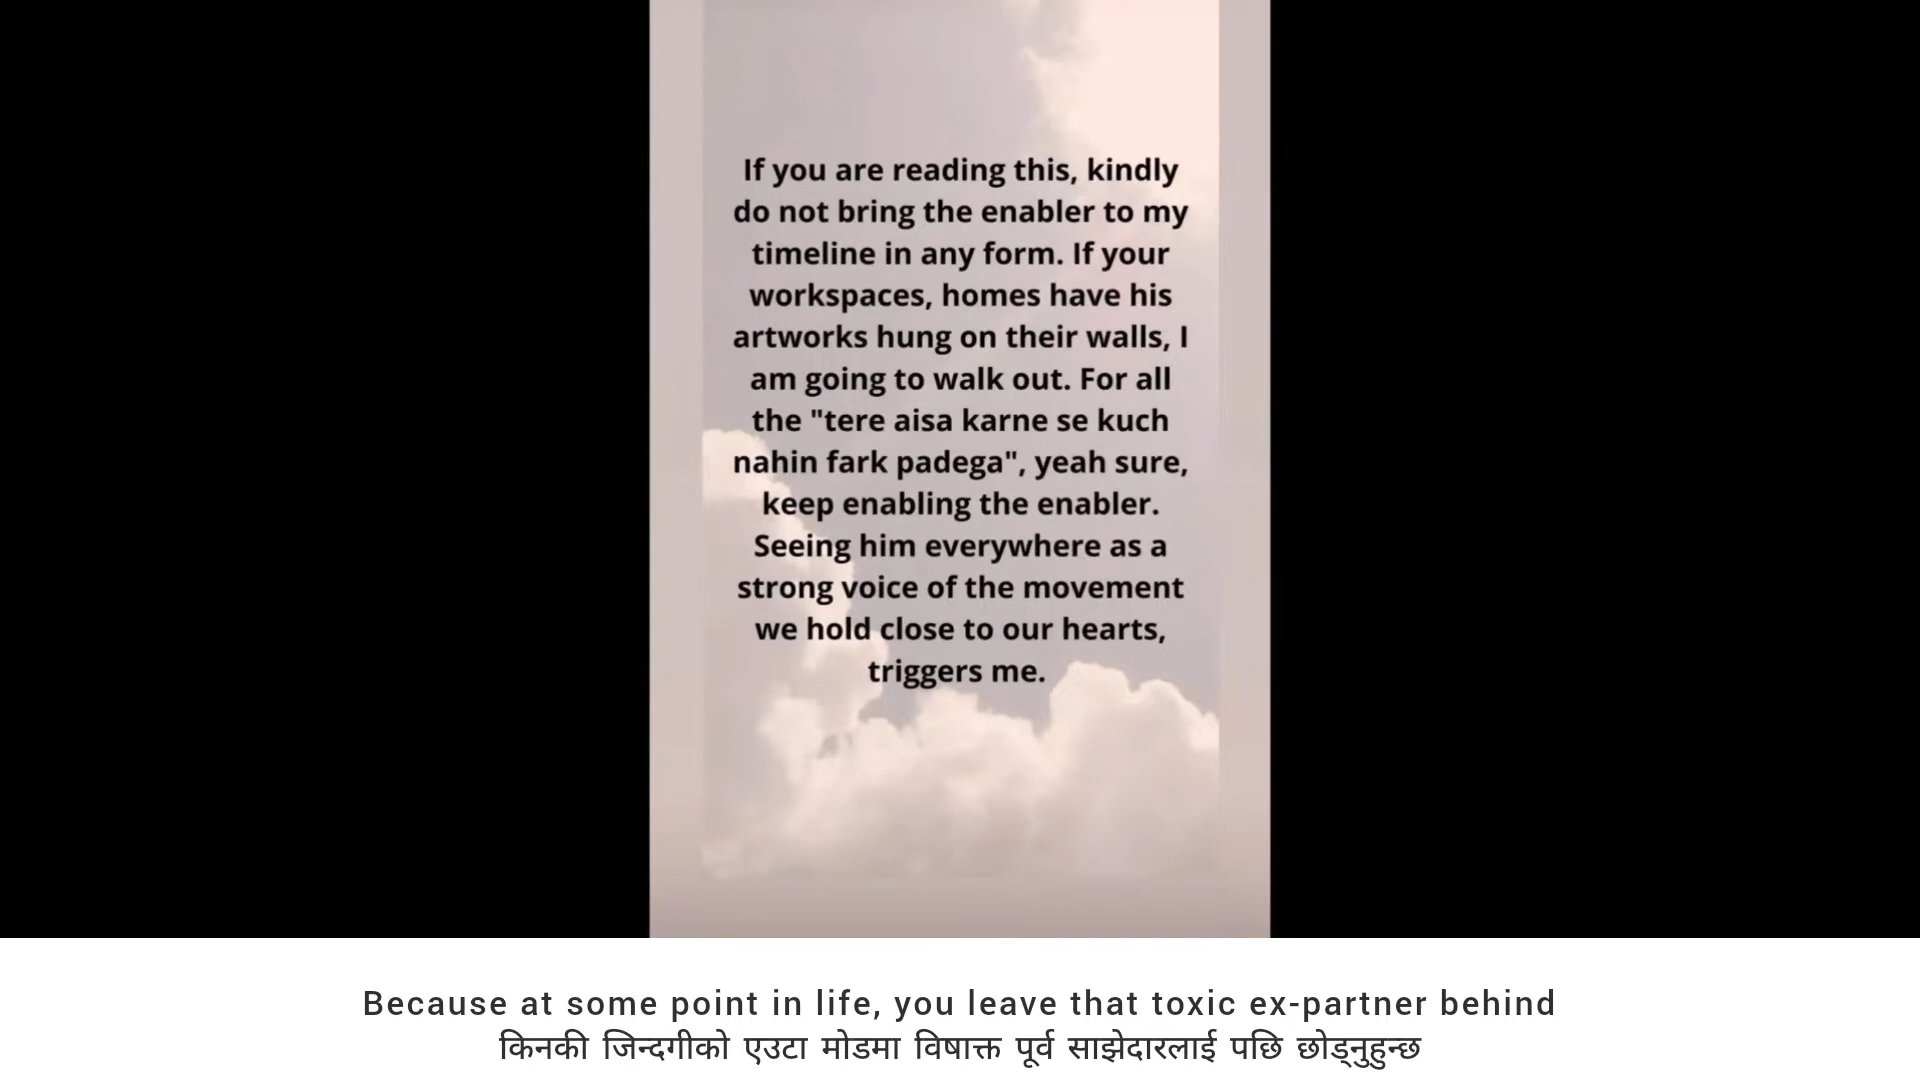 If you are reading this, kindly
do not bring the enabler to my
timeline in any form. If your
workspaces, homes have his
artworks hung on their walls, I
am going to walk out. For all
the "tere aisa karne se kuch
nahin fark padega", yeah sure,
keep enabling the enabler.
Seeing him everywhere as a
strong voice of the movement
we hold close to our hearts,
triggers me.
Because at some point in life, you leave that toxic ex-partner behind
किनकी जिन्दगीको एउटा मोडमा विषाक्त पूर्व साझेदारलाई पछि छोड्नुहुन्छ